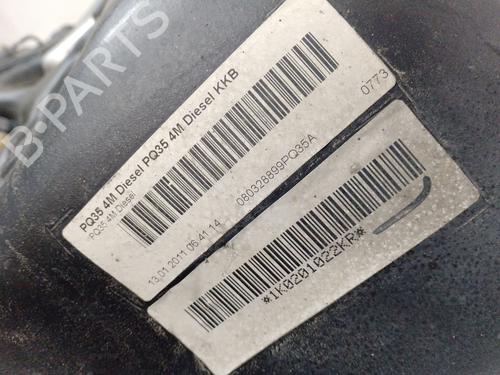 PQ35 4M Diesel PQ35 4M Diesel KKB
PQ35 4M Diesel
0773
13.01.2011 06.41.14
080328899PQ35A
*1K0201022KR*
B-PARTS